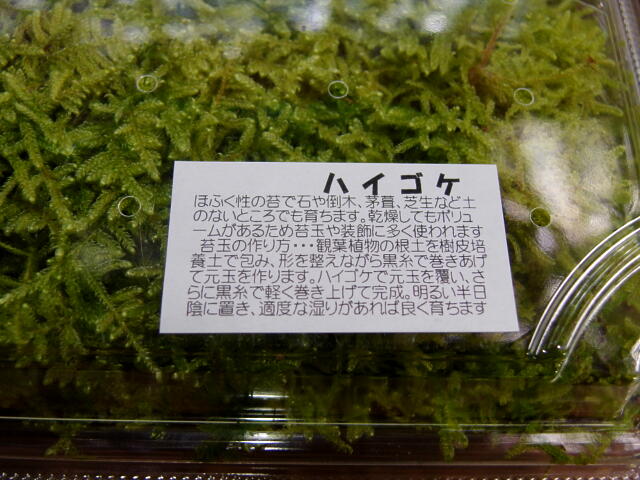 ハイゴケ
ほふく性の苔で石や倒木、茅葺、芝生など土
のないところでも育ちます。乾燥してもボリュ
ームがあるため苔玉や装飾に多く使われます
苔玉の作り方・・・観葉植物の根土を樹皮培
養土で包み、形を整えながら黒糸で巻きあげ
て元玉を作ります。ハイゴケで元玉を覆い、さ
らに黒糸で軽く巻き上げて完成。明るい半日
陰に置き、適度な湿りがあれば良く育ちます